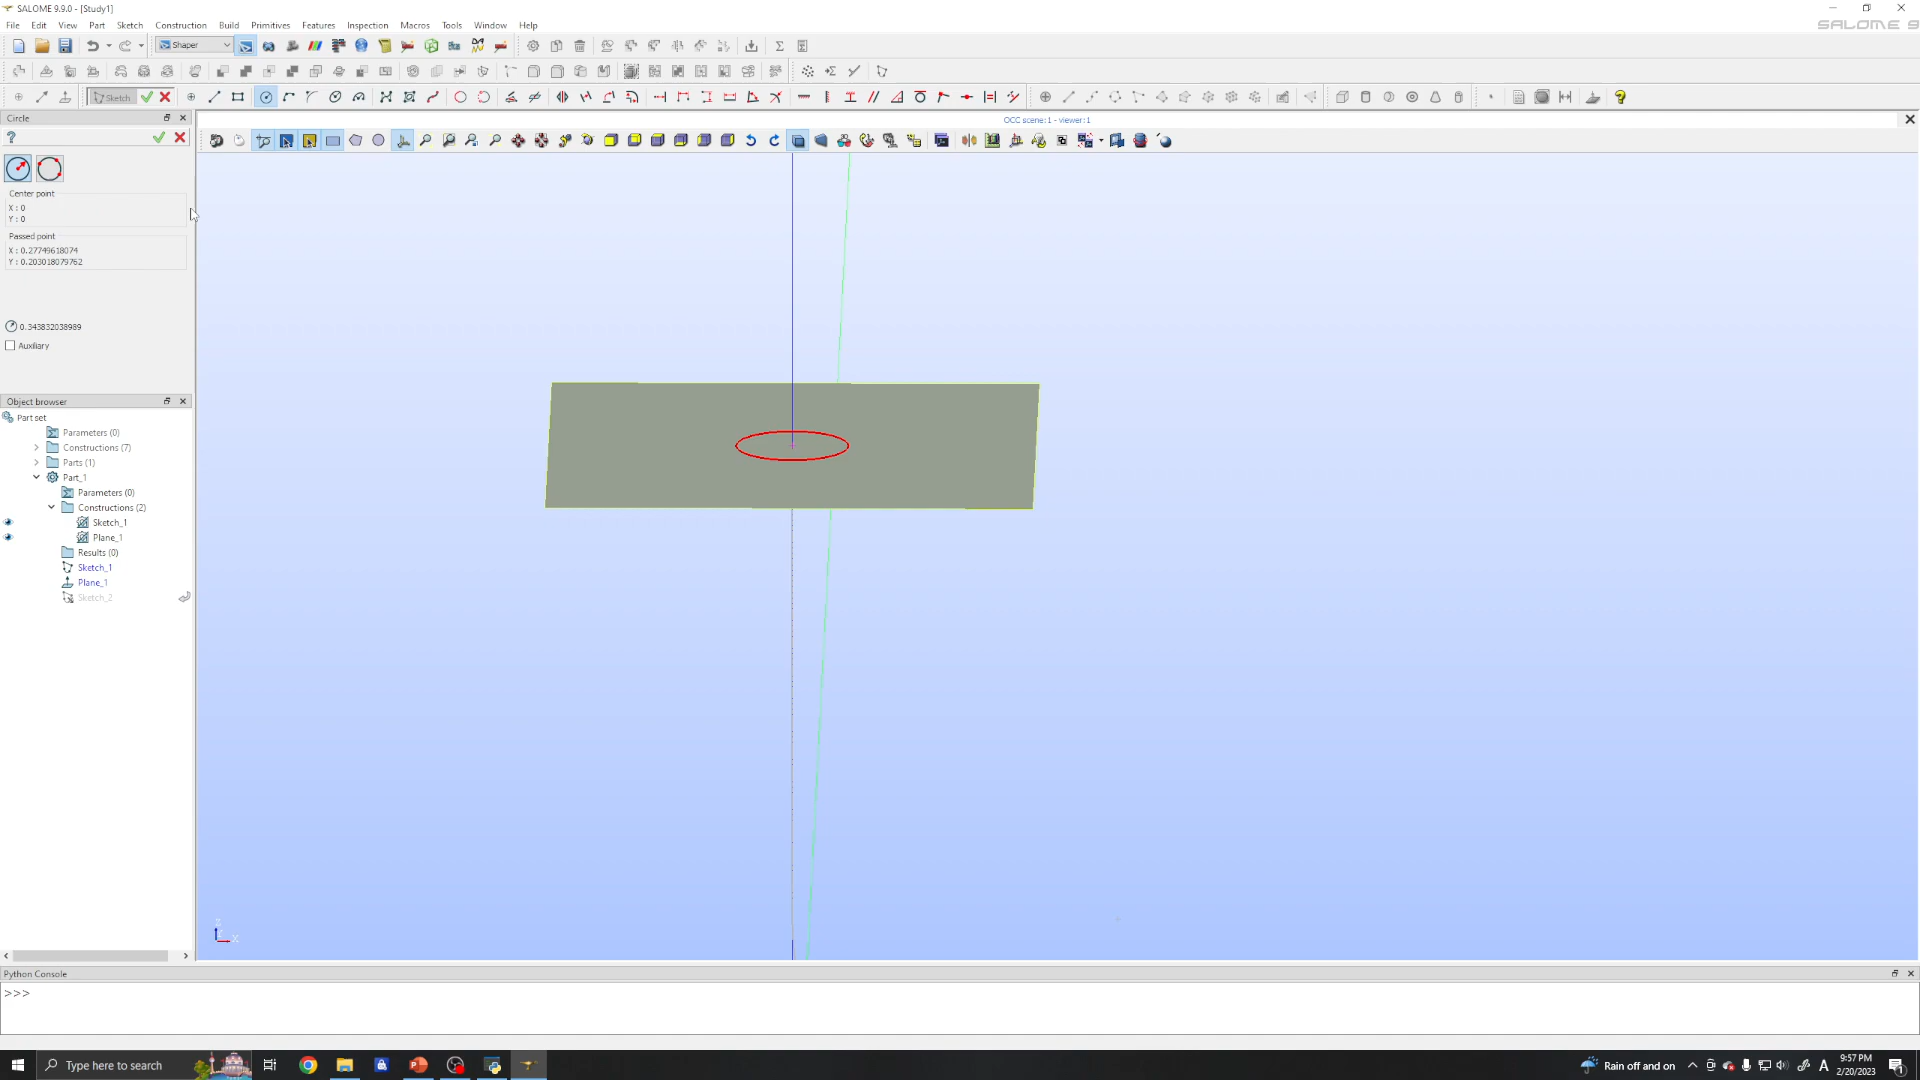 SALOME 9.9.0 - [Study1]
File Edit View Part Sketch Construction Build Primitives Features Inspection Macros Tools Window Help
SALOME 9
Shaper
Sketch
Circle
OCC scene:1 - viewer:1
?
Center point
X : 0
Y : 0
Passed point
X : 0.27749618074
Y : 0.203018079762
0.343832038989
Auxiliary
Object browser
Part set
Parameters (0)
Constructions (7)
Parts (1)
Part_1
Parameters (0)
Constructions (2)
Sketch_1
Plane_1
Results (0)
Sketch_1
Plane_1
Sketch_2
Z
X
Python Console
>>>
Type here to search
Rain off and on
A
9:57 PM
2/20/2023
1